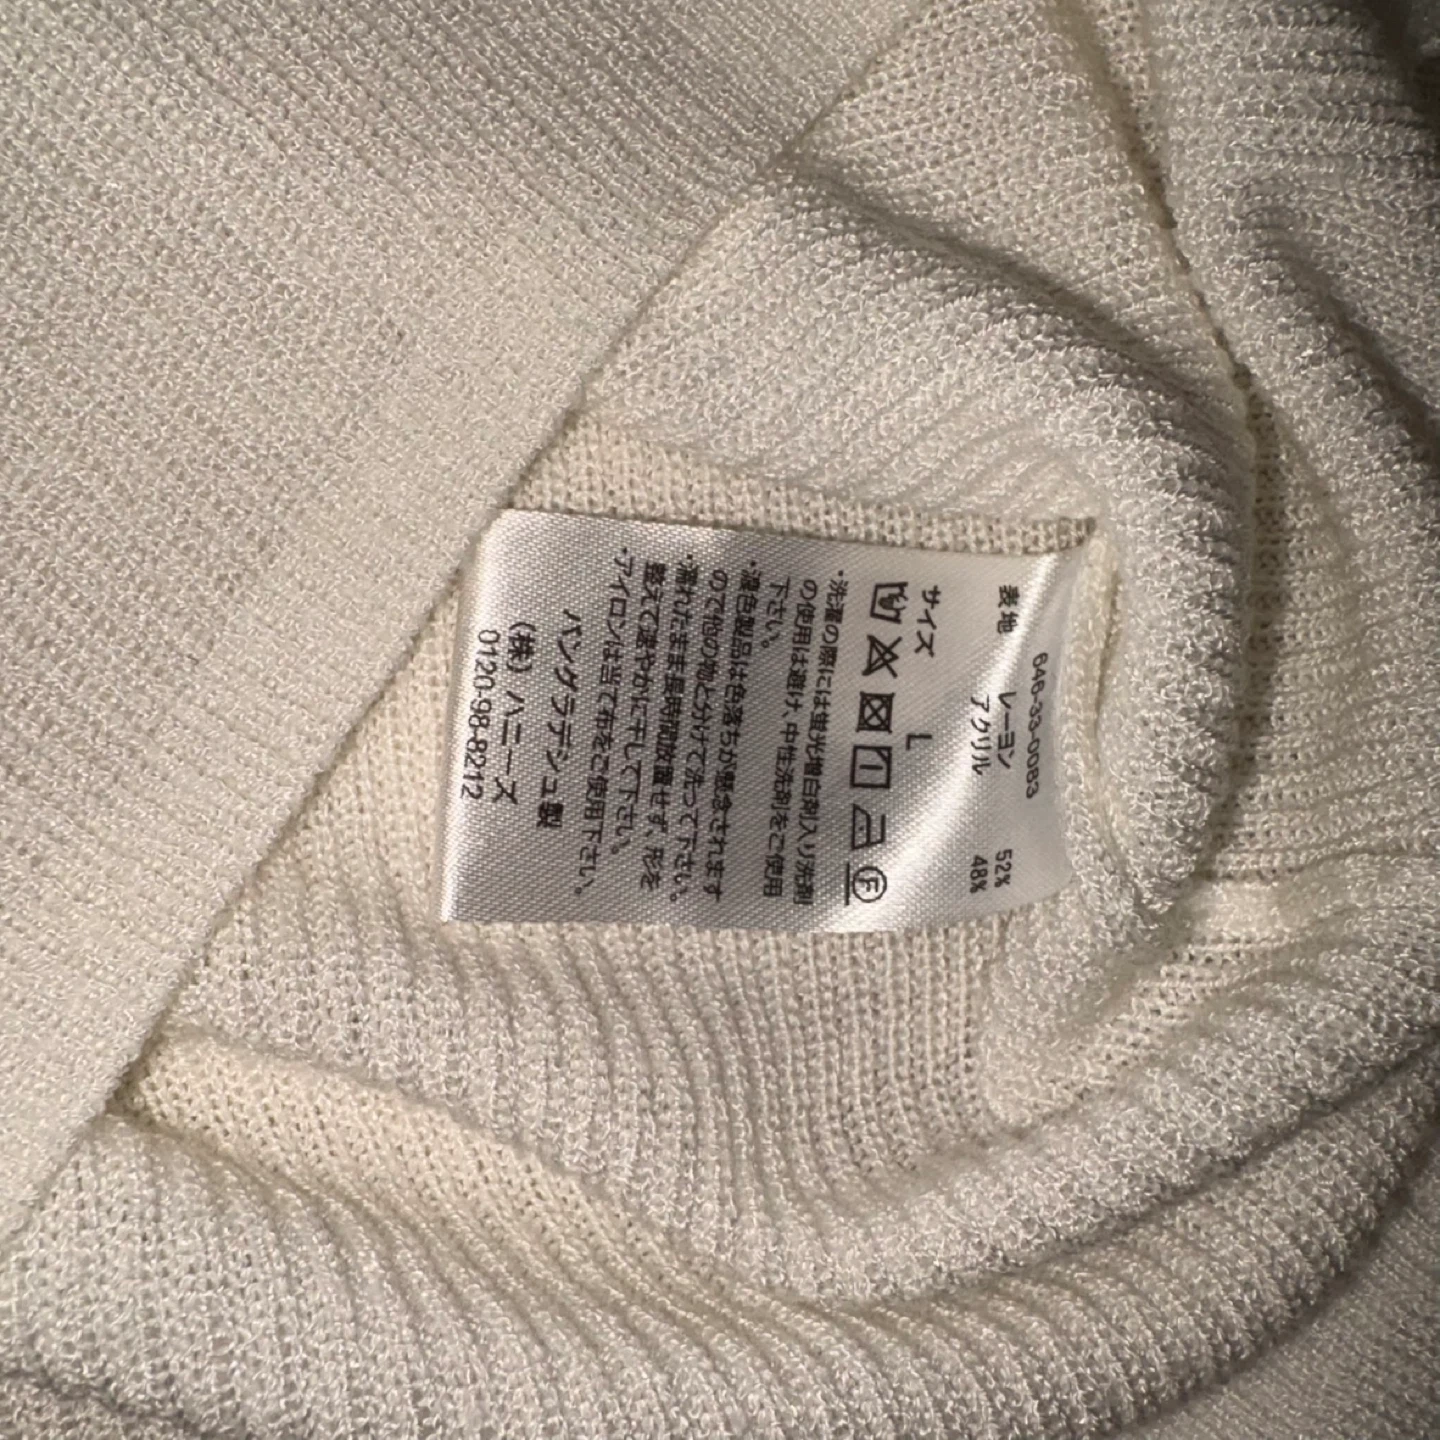 646-33-0083
表地 レーヨン 52%
アクリル 48%
サイズ L
F
・洗濯の際には蛍光増白剤入り洗剤
の使用は避け、中性洗剤をご使用
下さい。
・濃色製品は色落ちが懸念されます
ので他の物と分けて洗って下さい。
・濡れたまま長時間放置せず、形を
整えて速やかに干して下さい。
・アイロンは当て布をご使用下さい。
バングラデシュ製
(株)ハニーズ
0120-98-8212